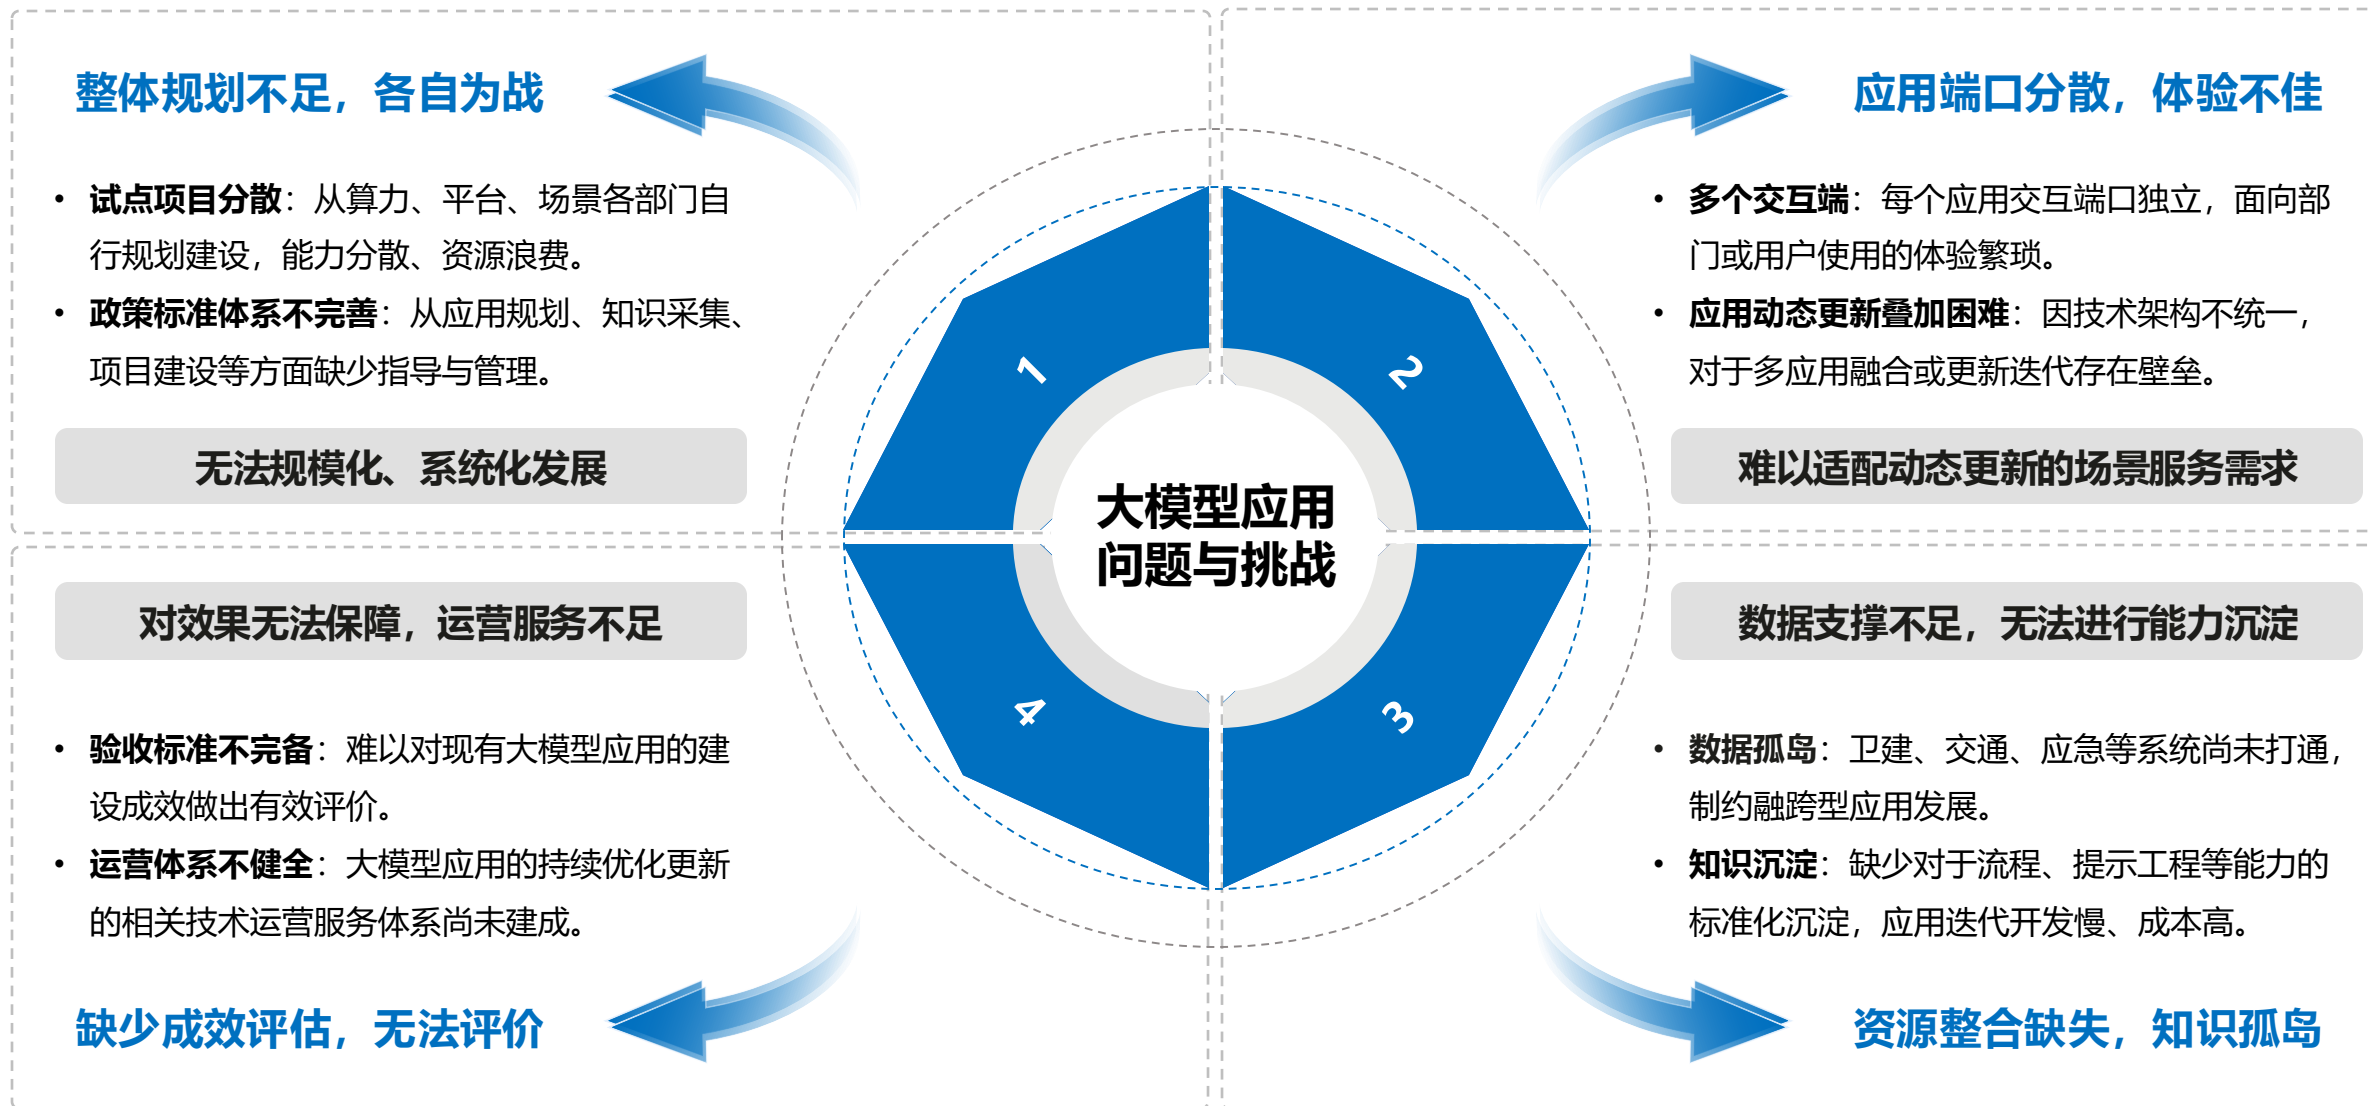 整体规划不足，各自为战
• 试点项目分散：从算力、平台、场景各部门自
行规划建设，能力分散、资源浪费。
• 政策标准体系不完善：从应用规划、知识采集、
项目建设等方面缺少指导与管理。
无法规模化、系统化发展
应用端口分散，体验不佳
• 多个交互端：每个应用交互端口独立，面向部
门或用户使用的体验繁琐。
• 应用动态更新叠加困难：因技术架构不统一，
对于多应用融合或更新迭代存在壁垒。
难以适配动态更新的场景服务需求
1
2
大模型应用
问题与挑战
4
3
对效果无法保障，运营服务不足
• 验收标准不完备：难以对现有大模型应用的建
设成效做出有效评价。
• 运营体系不健全：大模型应用的持续优化更新
的相关技术运营服务体系尚未建成。
缺少成效评估，无法评价
数据支撑不足，无法进行能力沉淀
• 数据孤岛：卫建、交通、应急等系统尚未打通，
制约融跨型应用发展。
• 知识沉淀：缺少对于流程、提示工程等能力的
标准化沉淀，应用迭代开发慢、成本高。
资源整合缺失，知识孤岛